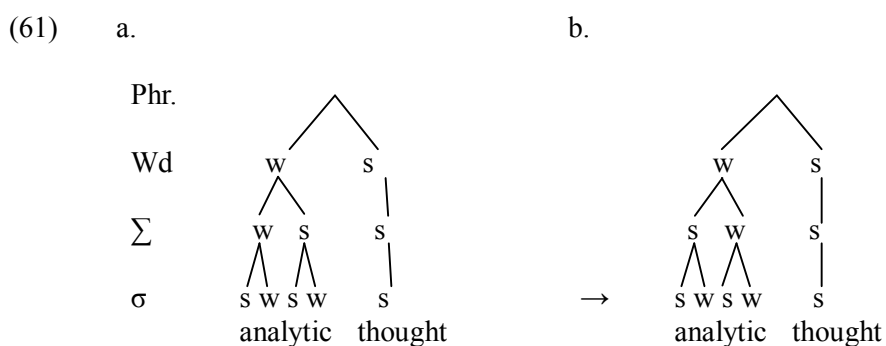 (61) a. b.
Phr.
Wd w s w s
∑ w s s s w s
σ s w s w s → s w s w s
analytic thought analytic thought